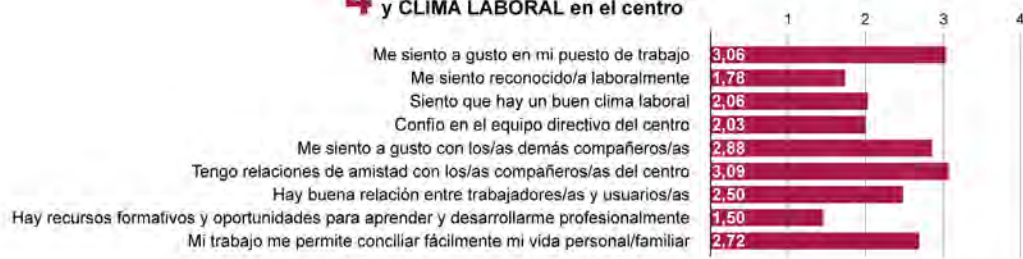 4 y CLIMA LABORAL en el centro
1 2 3 4
Me siento a gusto en mi puesto de trabajo 3,06
Me siento reconocido/a laboralmente 1,78
Siento que hay un buen clima laboral 2,06
Confío en el equipo directivo del centro 2,03
Me siento a gusto con los/as demás compañeros/as 2,88
Tengo relaciones de amistad con los/as compañeros/as del centro 3,09
Hay buena relación entre trabajadores/as y usuarios/as 2,50
Hay recursos formativos y oportunidades para aprender y desarrollarme profesionalmente 1,50
Mi trabajo me permite conciliar fácilmente mi vida personal/familiar 2,72